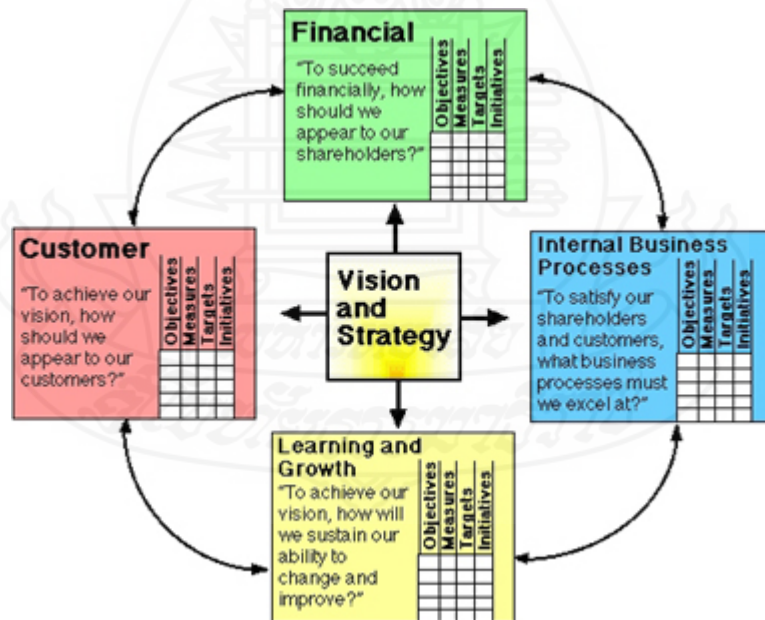 Financial
"To succeed
financially, how
should we
appear to our
shareholders?"
Objectives
Measures
Targets
Initiatives
Customer
"To achieve our
vision, how
should we
appear to our
customers?"
Objectives
Measures
Targets
Initiatives
Vision
and
Strategy
Internal Business
Processes
"To satisfy our
shareholders
and customers,
what business
processes must
we excel at?"
Objectives
Measures
Targets
Initiatives
Learning and
Growth
"To achieve our
vision, how will
we sustain our
ability to
change and
improve?"
Objectives
Measures
Targets
Initiatives